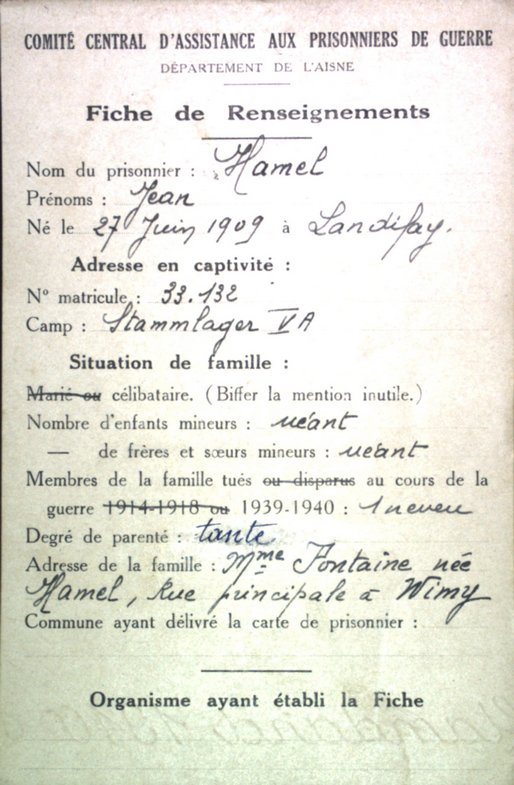 COMITÉ CENTRAL D'ASSISTANCE AUX PRISONNIERS DE GUERRE
DÉPARTEMENT DE L'AISNE
Fiche de Renseignements
Nom du prisonnier : Hamel
Prénoms : Jean
Né le 27 Juin 1909 à Landifay.
Adresse en captivité :
N° matricule : 33.132
Camp : Stammlager V A
Situation de famille :
Marié ou célibataire. (Biffer la mention inutile.)
Nombre d'enfants mineurs : néant
— de frères et sœurs mineurs : néant
Membres de la famille tués ou disparus au cours de la
guerre 1914-1918 ou 1939-1940 : 1 neveu
Degré de parenté : tante
Adresse de la famille : Mme Fontaine née
Hamel, Rue principale à Wimy
Commune ayant délivré la carte de prisonnier :
Organisme ayant établi la Fiche